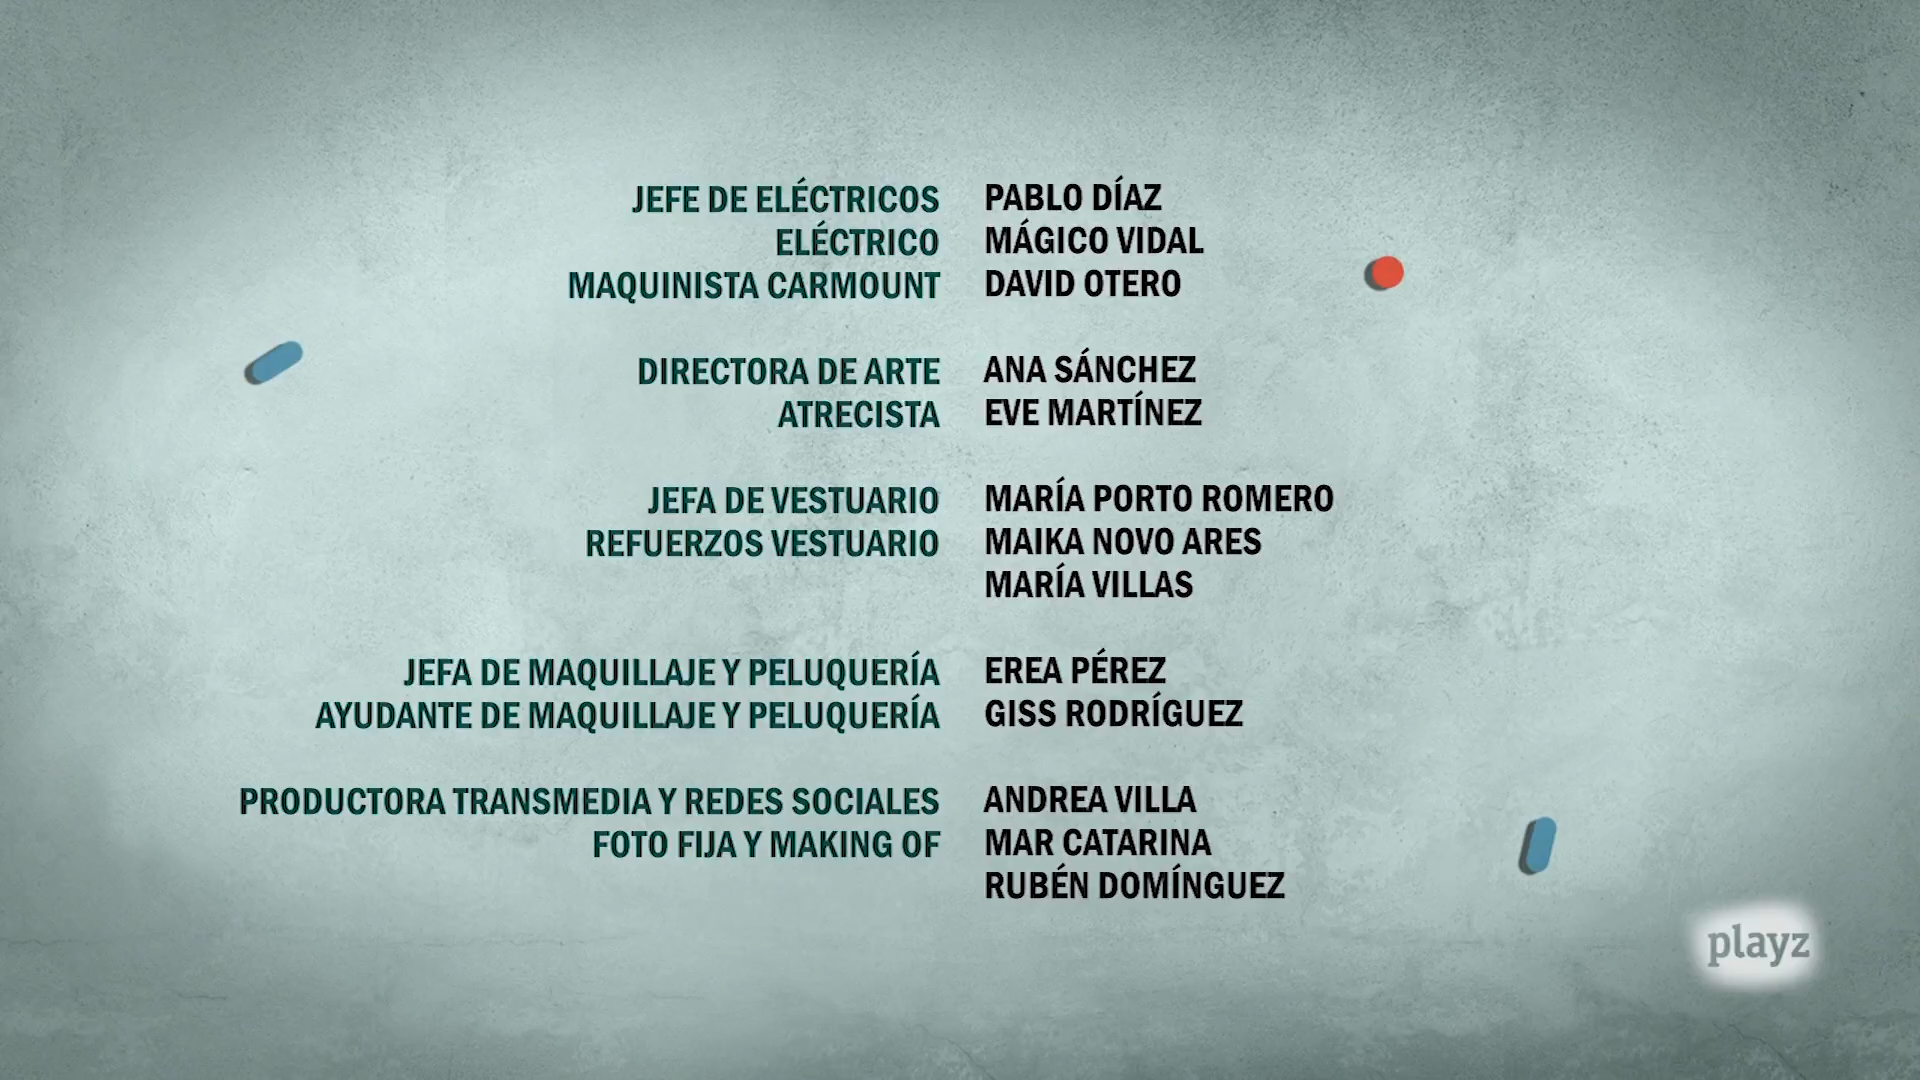 JEFE DE ELÉCTRICOS PABLO DÍAZ
ELÉCTRICO MÁGICO VIDAL
MAQUINISTA CARMOUNT DAVID OTERO
DIRECTORA DE ARTE ANA SÁNCHEZ
ATRECISTA EVE MARTÍNEZ
JEFA DE VESTUARIO MARÍA PORTO ROMERO
REFUERZOS VESTUARIO MAIKA NOVO ARES
MARÍA VILLAS
JEFA DE MAQUILLAJE Y PELUQUERÍA EREA PÉREZ
AYUDANTE DE MAQUILLAJE Y PELUQUERÍA GISS RODRÍGUEZ
PRODUCTORA TRANSMEDIA Y REDES SOCIALES ANDREA VILLA
FOTO FIJA Y MAKING OF MAR CATARINA
RUBÉN DOMÍNGUEZ
playz